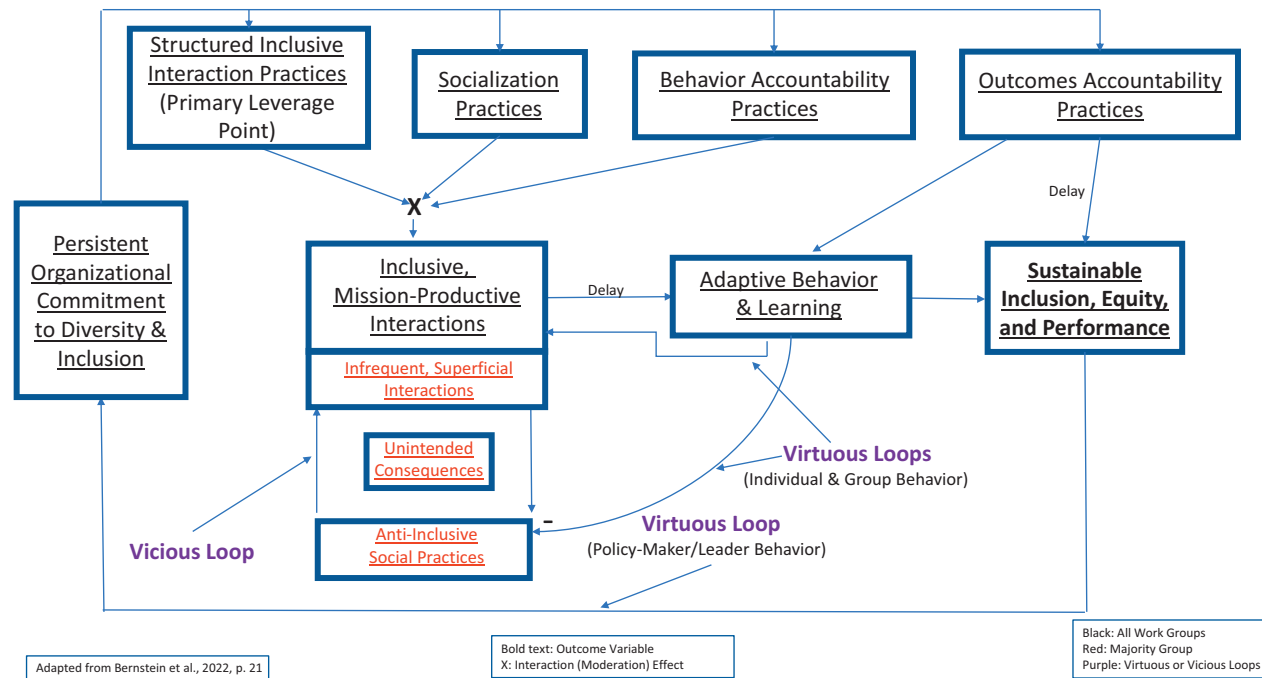 Structured Inclusive
Interaction Practices
(Primary Leverage
Point)
Socialization
Practices
Behavior Accountability
Practices
Outcomes Accountability
Practices
Delay
X
Persistent
Organizational
Commitment
to Diversity &
Inclusion
Inclusive,
Mission-Productive
Interactions
Delay
Adaptive Behavior
& Learning
Sustainable
Inclusion, Equity,
and Performance
Infrequent, Superficial
Interactions
Unintended
Consequences
Virtuous Loops
(Individual & Group Behavior)
Vicious Loop
Anti-Inclusive
Social Practices
-
Virtuous Loop
(Policy-Maker/Leader Behavior)
Adapted from Bernstein et al., 2022, p. 21
Bold text: Outcome Variable
X: Interaction (Moderation) Effect
Black: All Work Groups
Red: Majority Group
Purple: Virtuous or Vicious Loops